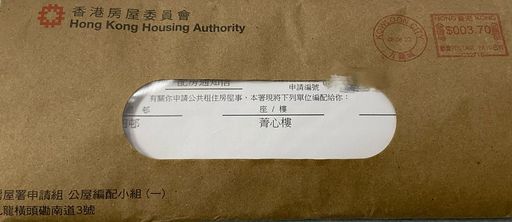 香港房屋委員會
Hong Kong Housing Authority
HONG KONG
$003.70
配房通知信
申請編號
有關你申請公共租住房屋事，本署現將下列單位編配給你：
邨
座 / 樓
邨
菁心樓
房屋署申請組 公屋編配小組 (一)
九龍橫頭磡南道3號